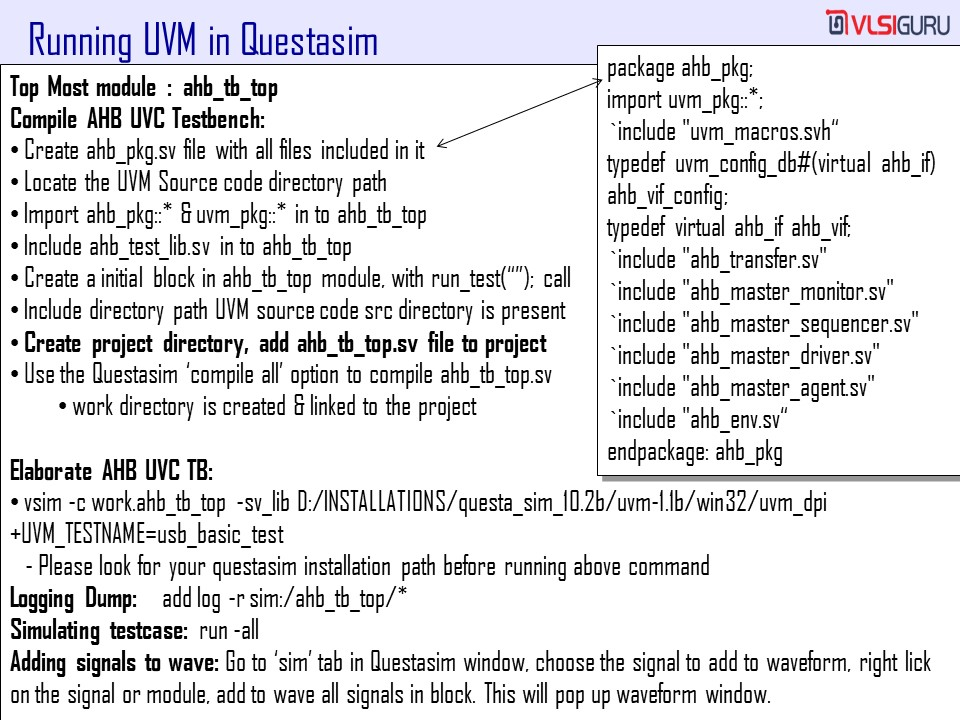 Running UVM in Questasim
VLSIGURU
Top Most module : ahb_tb_top
Compile AHB UVC Testbench:
• Create ahb_pkg.sv file with all files included in it
• Locate the UVM Source code directory path
• Import ahb_pkg::* & uvm_pkg::* in to ahb_tb_top
• Include ahb_test_lib.sv in to ahb_tb_top
• Create a initial block in ahb_tb_top module, with run_test(“”); call
• Include directory path UVM source code src directory is present
• Create project directory, add ahb_tb_top.sv file to project
• Use the Questasim ‘compile all’ option to compile ahb_tb_top.sv
• work directory is created & linked to the project
Elaborate AHB UVC TB:
• vsim -c work.ahb_tb_top -sv_lib D:/INSTALLATIONS/questa_sim_10.2b/uvm-1.1b/win32/uvm_dpi
+UVM_TESTNAME=usb_basic_test
- Please look for your questasim installation path before running above command
Logging Dump: add log -r sim:/ahb_tb_top/*
Simulating testcase: run -all
Adding signals to wave: Go to ‘sim’ tab in Questasim window, choose the signal to add to waveform, right lick
on the signal or module, add to wave all signals in block. This will pop up waveform window.
package ahb_pkg;
import uvm_pkg::*;
`include "uvm_macros.svh“
typedef uvm_config_db#(virtual ahb_if)
ahb_vif_config;
typedef virtual ahb_if ahb_vif;
`include "ahb_transfer.sv"
`include "ahb_master_monitor.sv"
`include "ahb_master_sequencer.sv"
`include "ahb_master_driver.sv"
`include "ahb_master_agent.sv"
`include "ahb_env.sv“
endpackage: ahb_pkg